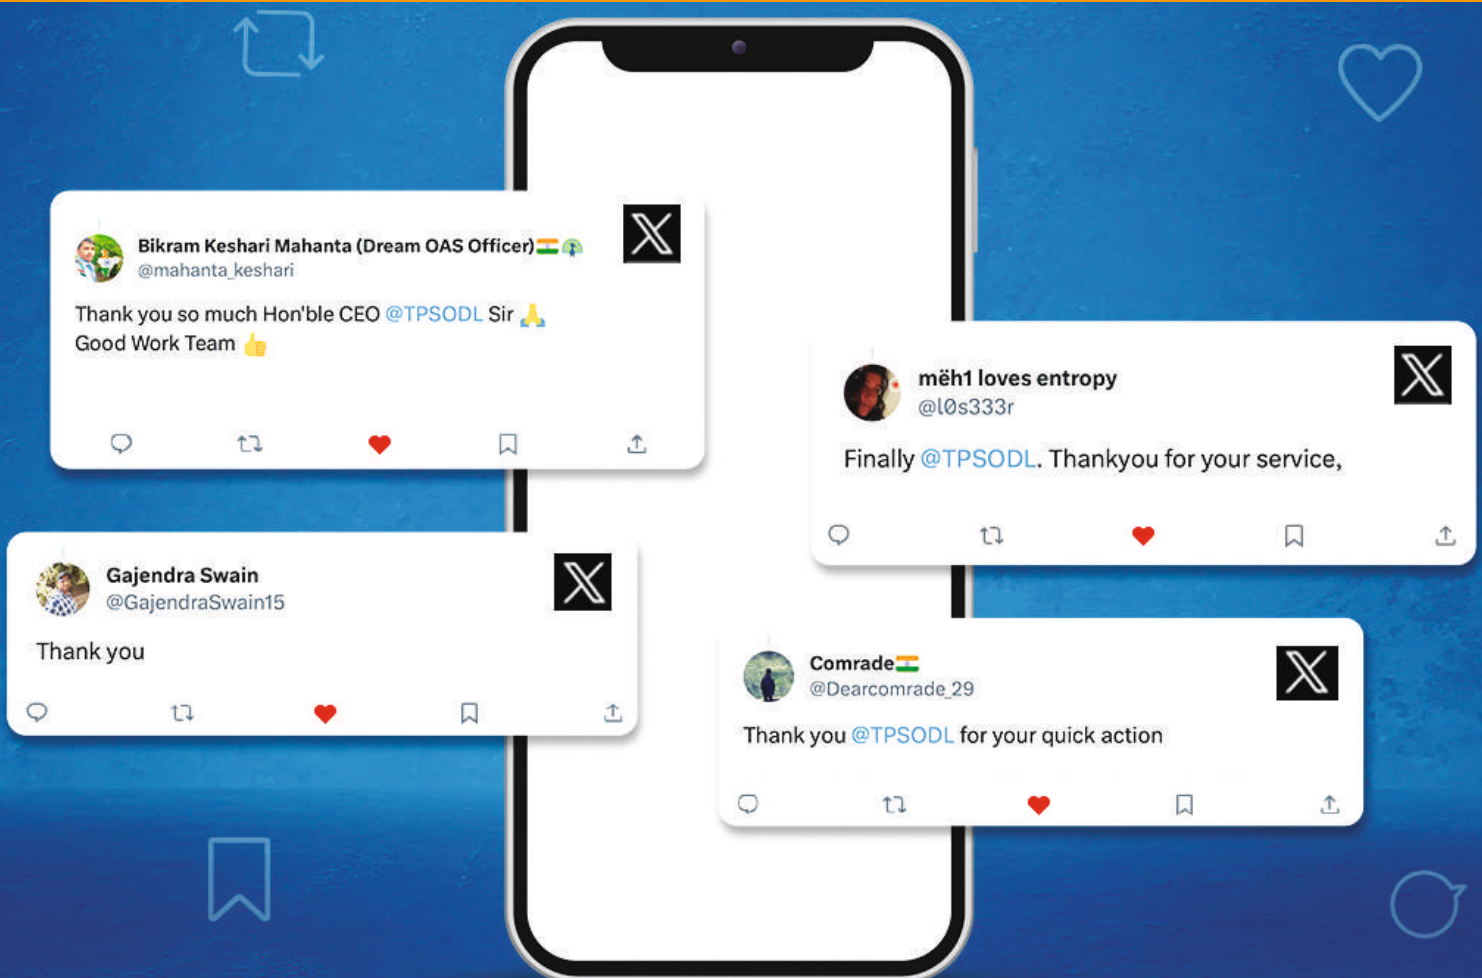 Bikram Keshari Mahanta (Dream OAS Officer)
@mahanta_keshari
Thank you so much Hon'ble CEO @TPSODL Sir 🙏
Good Work Team 👍
mëh1 loves entropy
@l0s333r
Finally @TPSODL. Thankyou for your service,
Gajendra Swain
@GajendraSwain15
Thank you
Comrade
@Dearcomrade_29
Thank you @TPSODL for your quick action